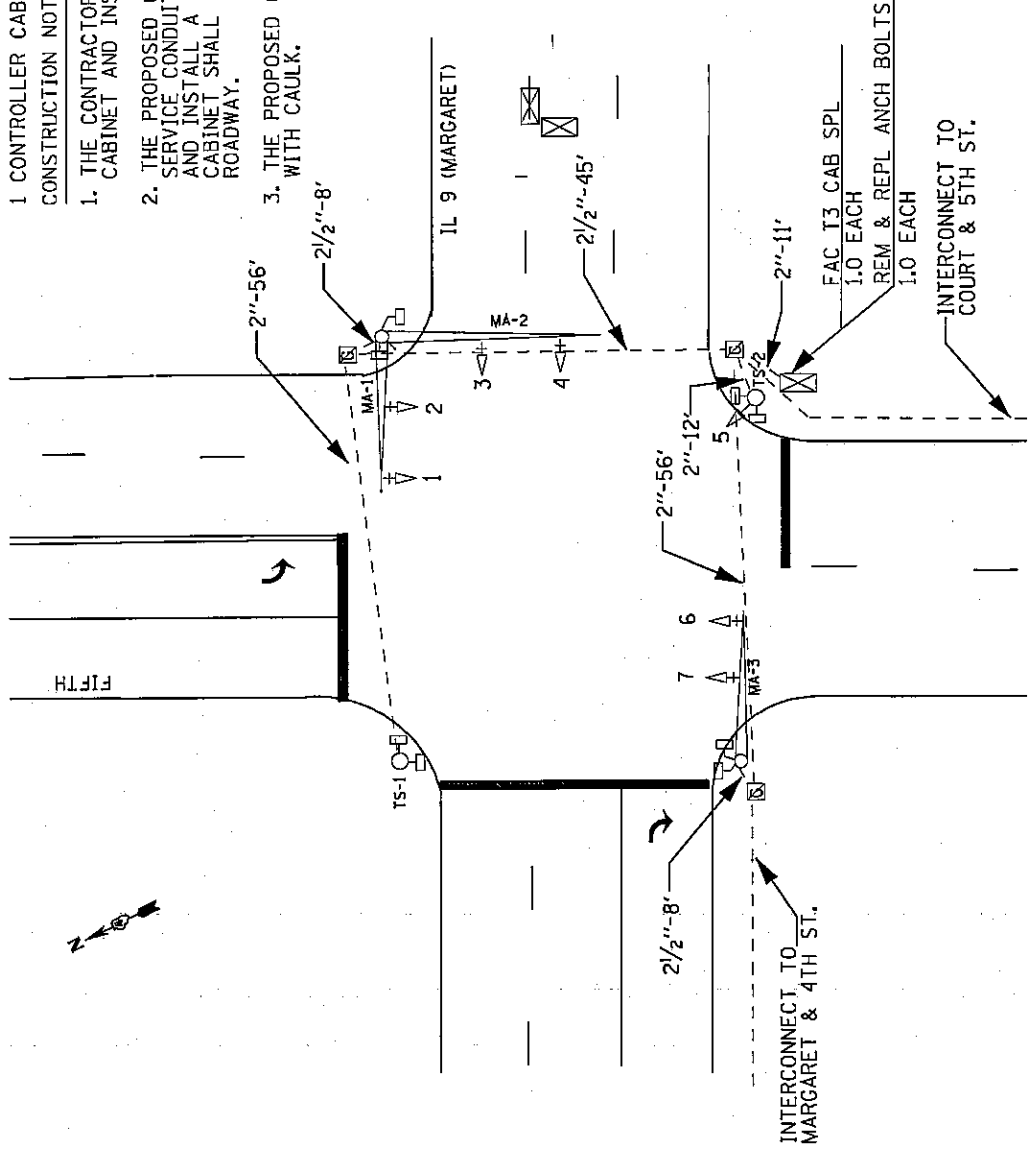 1 CONTROLLER CAB
CONSTRUCTION NOT
1. THE CONTRACTOR
CABINET AND INS
2. THE PROPOSED
SERVICE CONDUIT
AND INSTALL A
CABINET SHALL
ROADWAY.
3. THE PROPOSED
WITH CAULK.
2"-56'
2½"-8'
IL 9 (MARGARET)
FIFTH
N
MA-1
MA-2
1
2
3
4
2½"-45'
TS-1
G
G
TS-2
2"-11'
2"-12'
5
2"-56'
6
7
MA-3
G
2½"-8'
FAC T3 CAB SPL
1.0 EACH
REM & REPL ANCH BOLTS
1.0 EACH
INTERCONNECT TO
COURT & 5TH ST.
INTERCONNECT TO
MARGARET & 4TH ST.